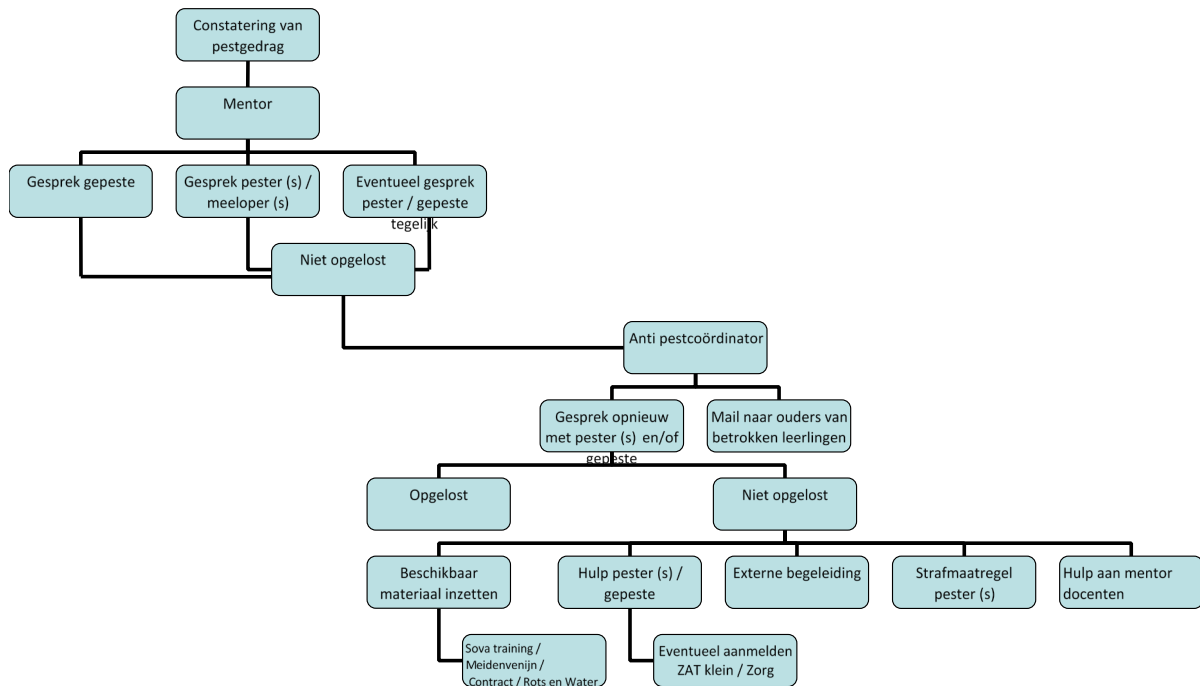 Constatering van
pestgedrag
Mentor
Gesprek gepeste
Gesprek pester (s) /
meeloper (s)
Eventueel gesprek
pester / gepeste
tegelijk
Niet opgelost
Anti pestcoördinator
Gesprek opnieuw
met pester (s) en/of
gepeste
Mail naar ouders van
betrokken leerlingen
Opgelost
Niet opgelost
Beschikbaar
materiaal inzetten
Hulp pester (s) /
gepeste
Externe begeleiding
Strafmaatregel
pester (s)
Hulp aan mentor
docenten
Sova training /
Meidenvenijn /
Contract / Rots en Water
Eventueel aanmelden
ZAT klein / Zorg